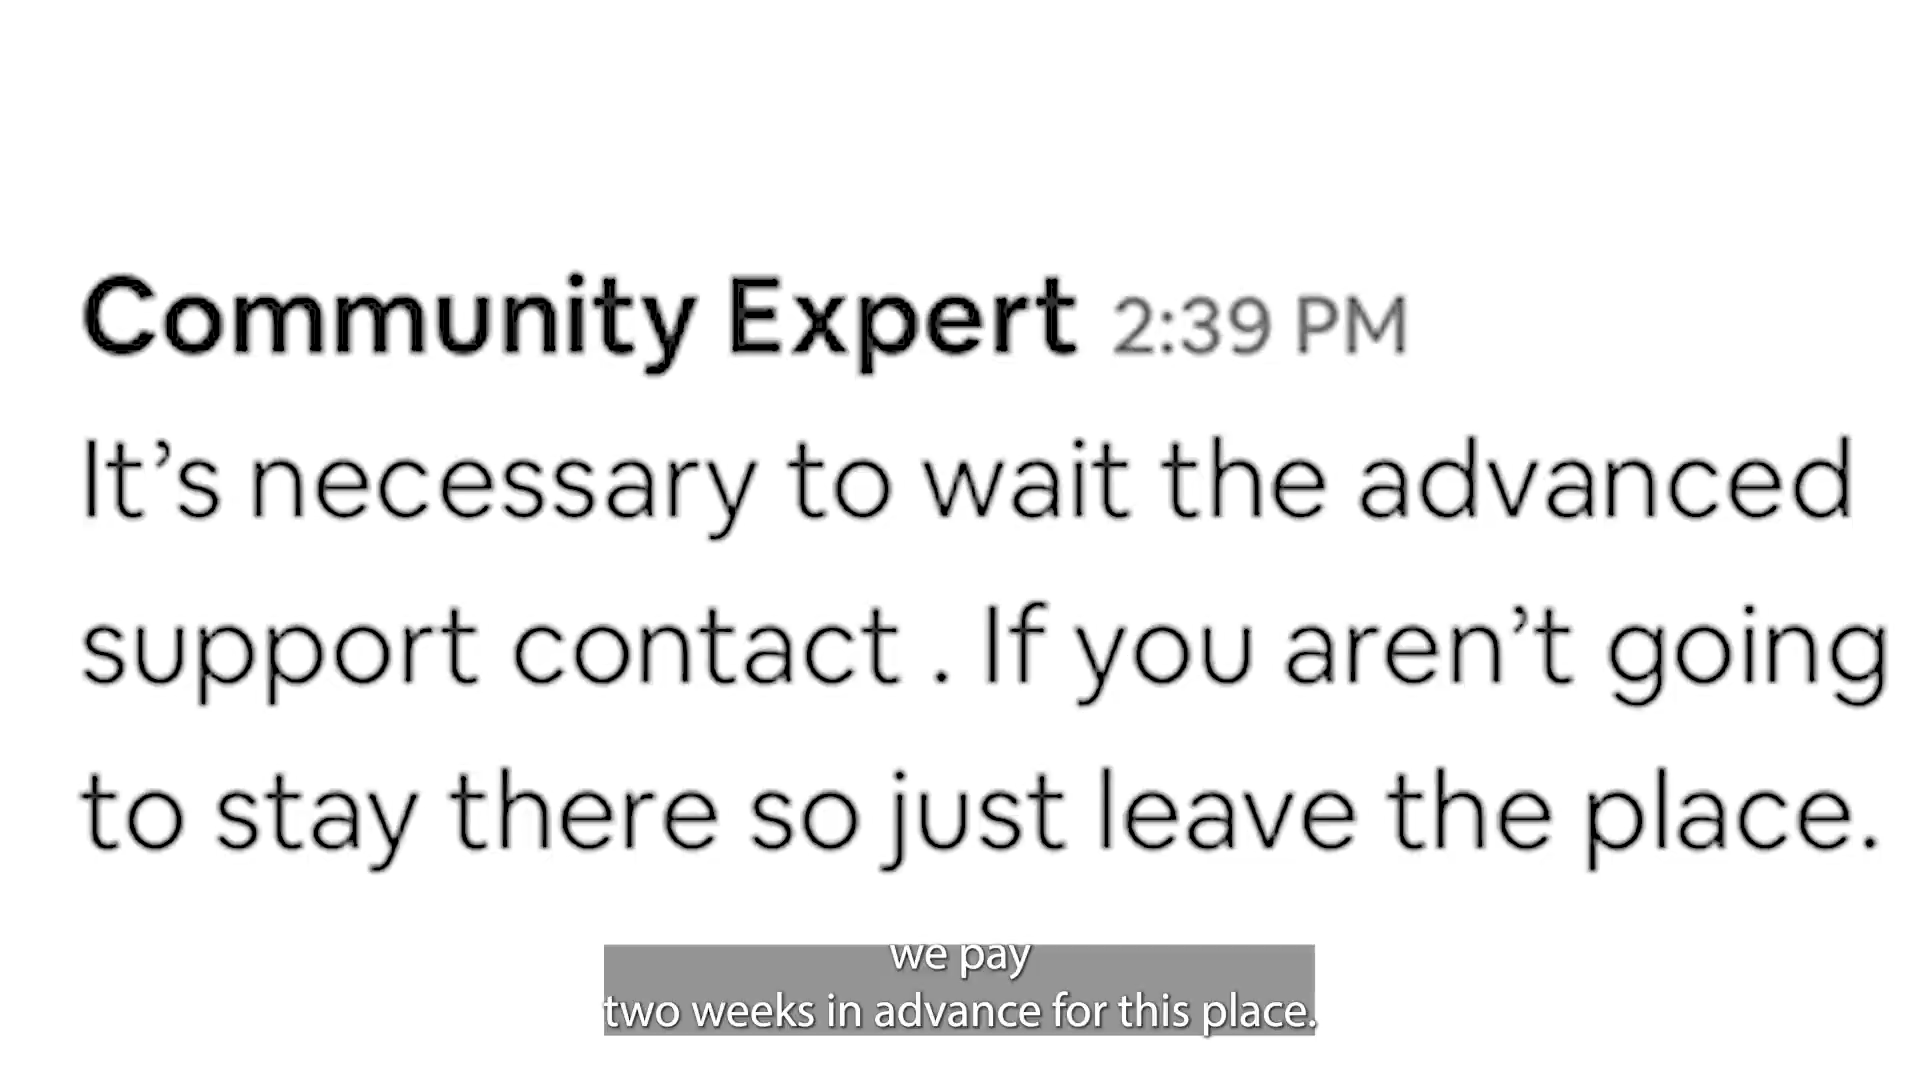 Community Expert 2:39 PM
It’s necessary to wait the advanced
support contact . If you aren’t going
to stay there so just leave the place.
we pay
two weeks in advance for this place.